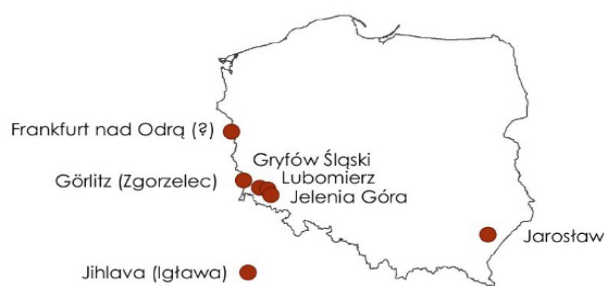 Frankfurt nad Odrą (?)
Gryfów Śląski
Görlitz (Zgorzelec)
Lubomierz
Jelenia Góra
Jarosław
Jihlava (Igława)